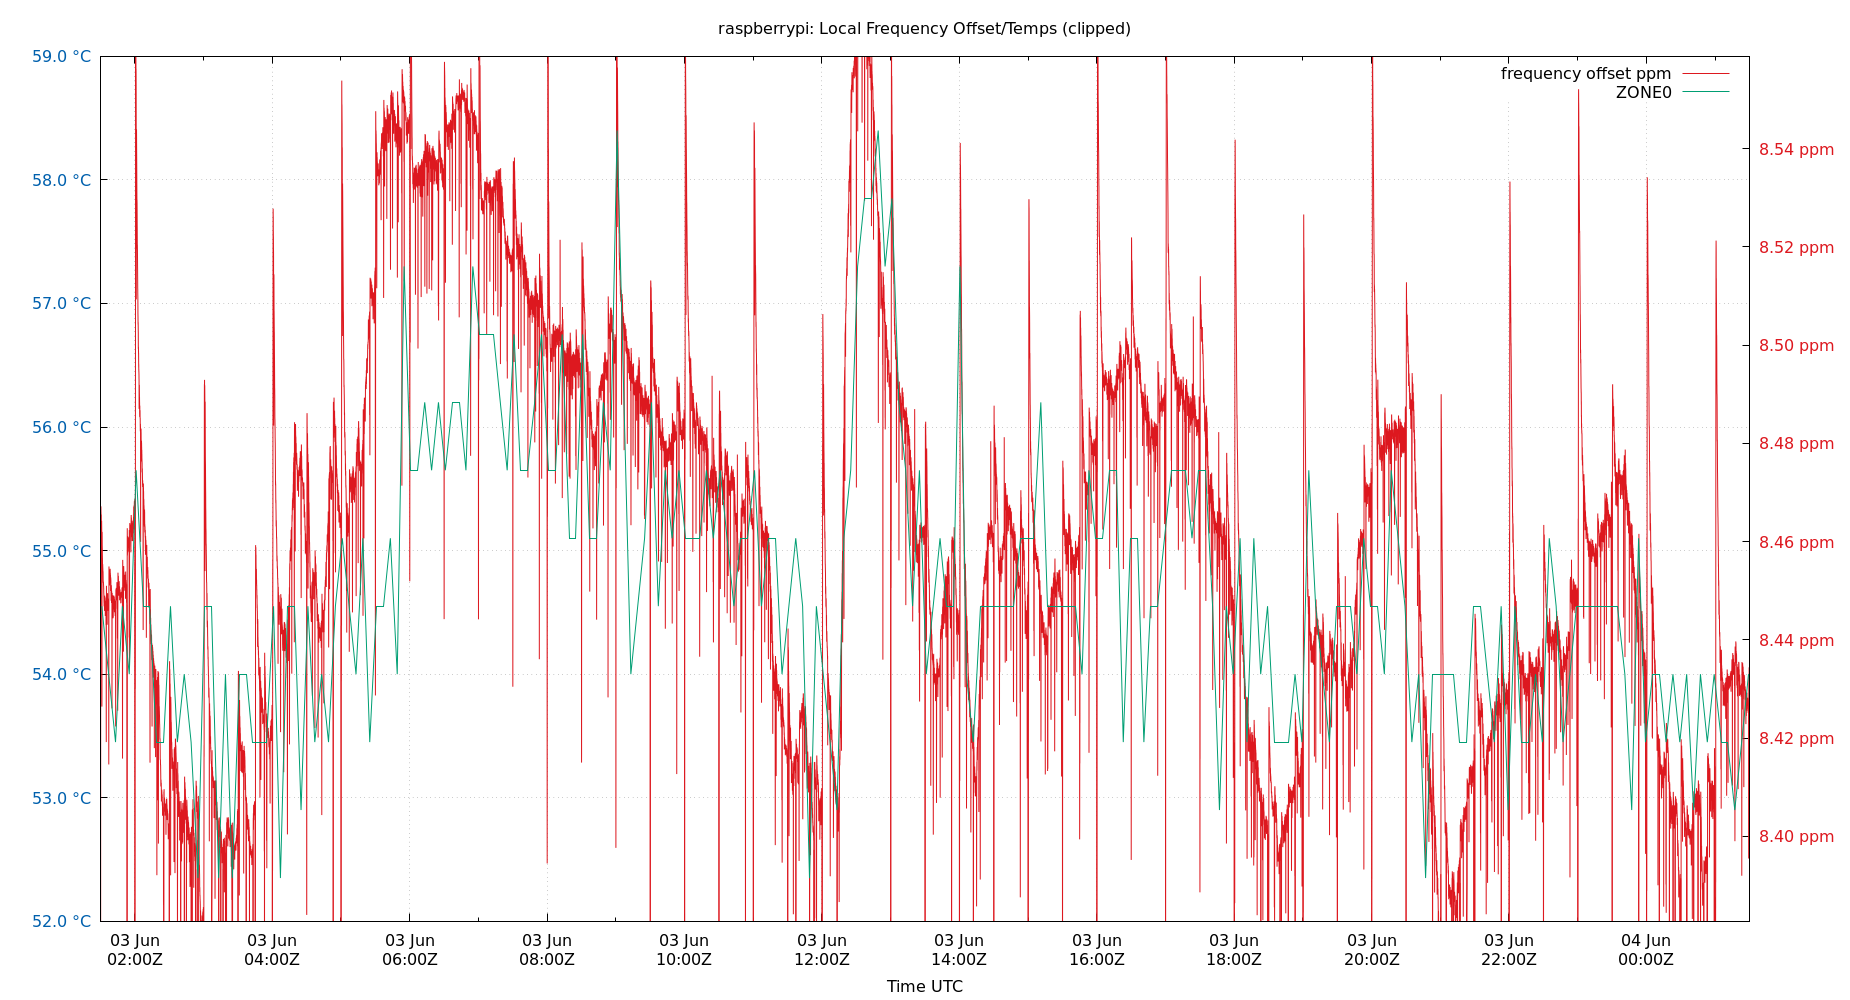 raspberrypi: Local Frequency Offset/Temps (clipped)
frequency offset ppm
ZONE0
59.0 °C
58.0 °C
57.0 °C
56.0 °C
55.0 °C
54.0 °C
53.0 °C
52.0 °C
8.54 ppm
8.52 ppm
8.50 ppm
8.48 ppm
8.46 ppm
8.44 ppm
8.42 ppm
8.40 ppm
03 Jun 03 Jun 03 Jun 03 Jun 03 Jun 03 Jun 03 Jun 03 Jun 03 Jun 03 Jun 03 Jun 04 Jun
02:00Z 04:00Z 06:00Z 08:00Z 10:00Z 12:00Z 14:00Z 16:00Z 18:00Z 20:00Z 22:00Z 00:00Z
Time UTC